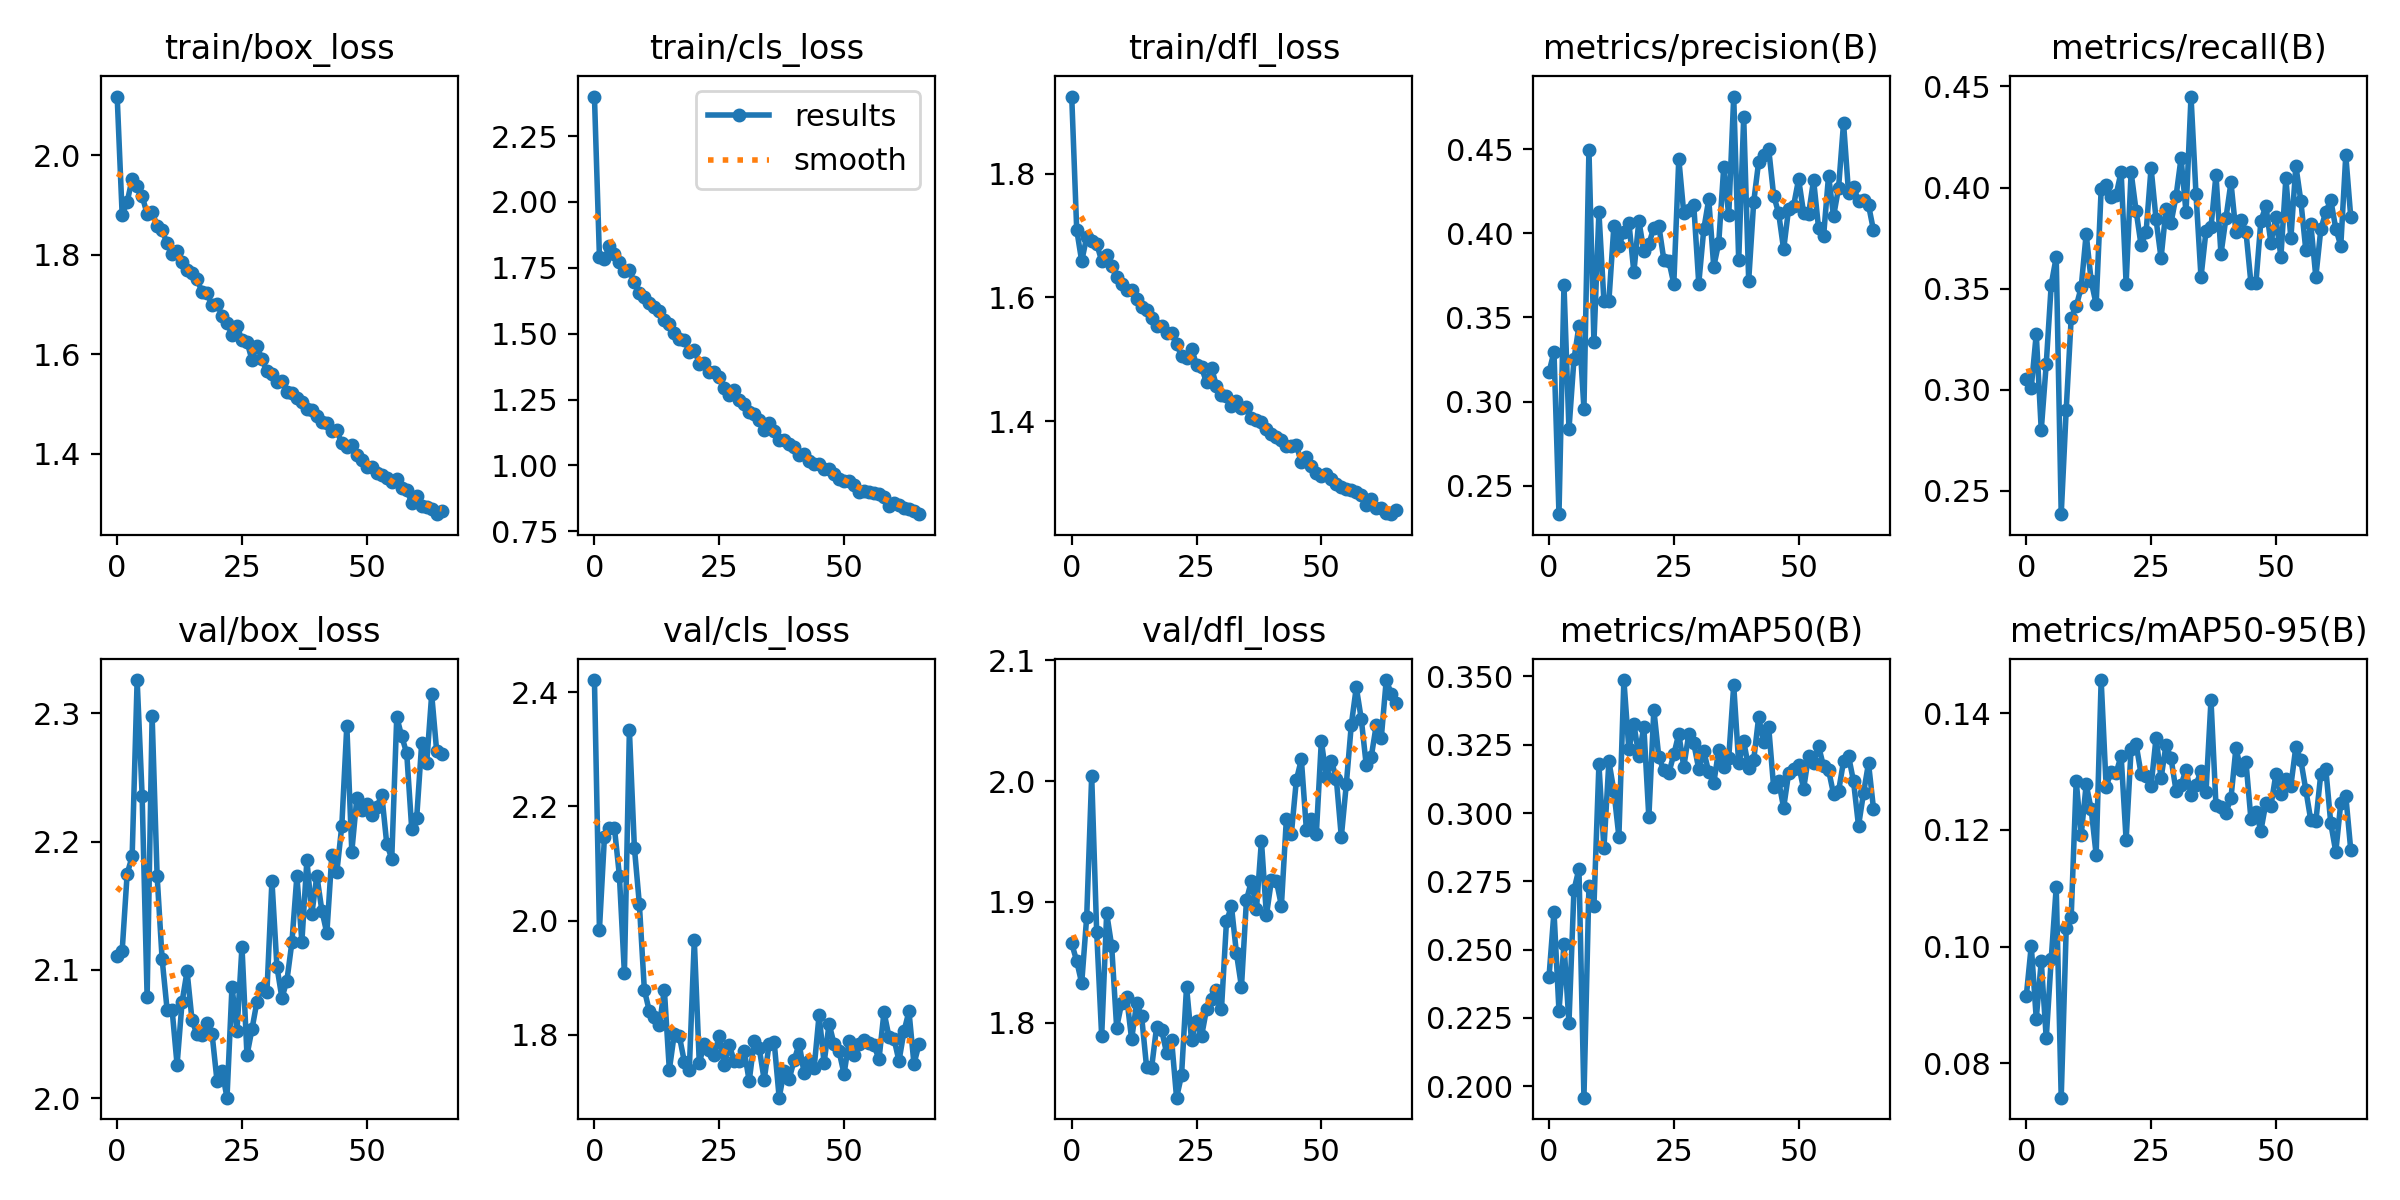 train/box_loss
2.0
1.8
1.6
1.4
0 25 50
train/cls_loss
results
smooth
2.25
2.00
1.75
1.50
1.25
1.00
0.75
0 25 50
train/dfl_loss
1.8
1.6
1.4
0 25 50
metrics/precision(B)
0.45
0.40
0.35
0.30
0.25
0 25 50
metrics/recall(B)
0.45
0.40
0.35
0.30
0.25
0 25 50
val/box_loss
2.3
2.2
2.1
2.0
0 25 50
val/cls_loss
2.4
2.2
2.0
1.8
0 25 50
val/dfl_loss
2.1
2.0
1.9
1.8
0 25 50
metrics/mAP50(B)
0.350
0.325
0.300
0.275
0.250
0.225
0.200
0 25 50
metrics/mAP50-95(B)
0.14
0.12
0.10
0.08
0 25 50